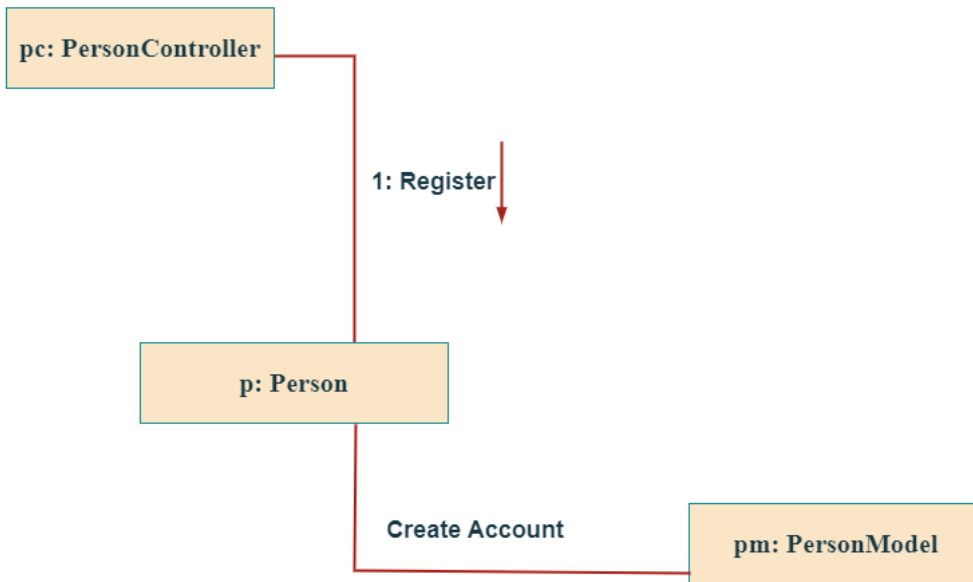 pc: PersonController
1: Register
p: Person
Create Account
pm: PersonModel